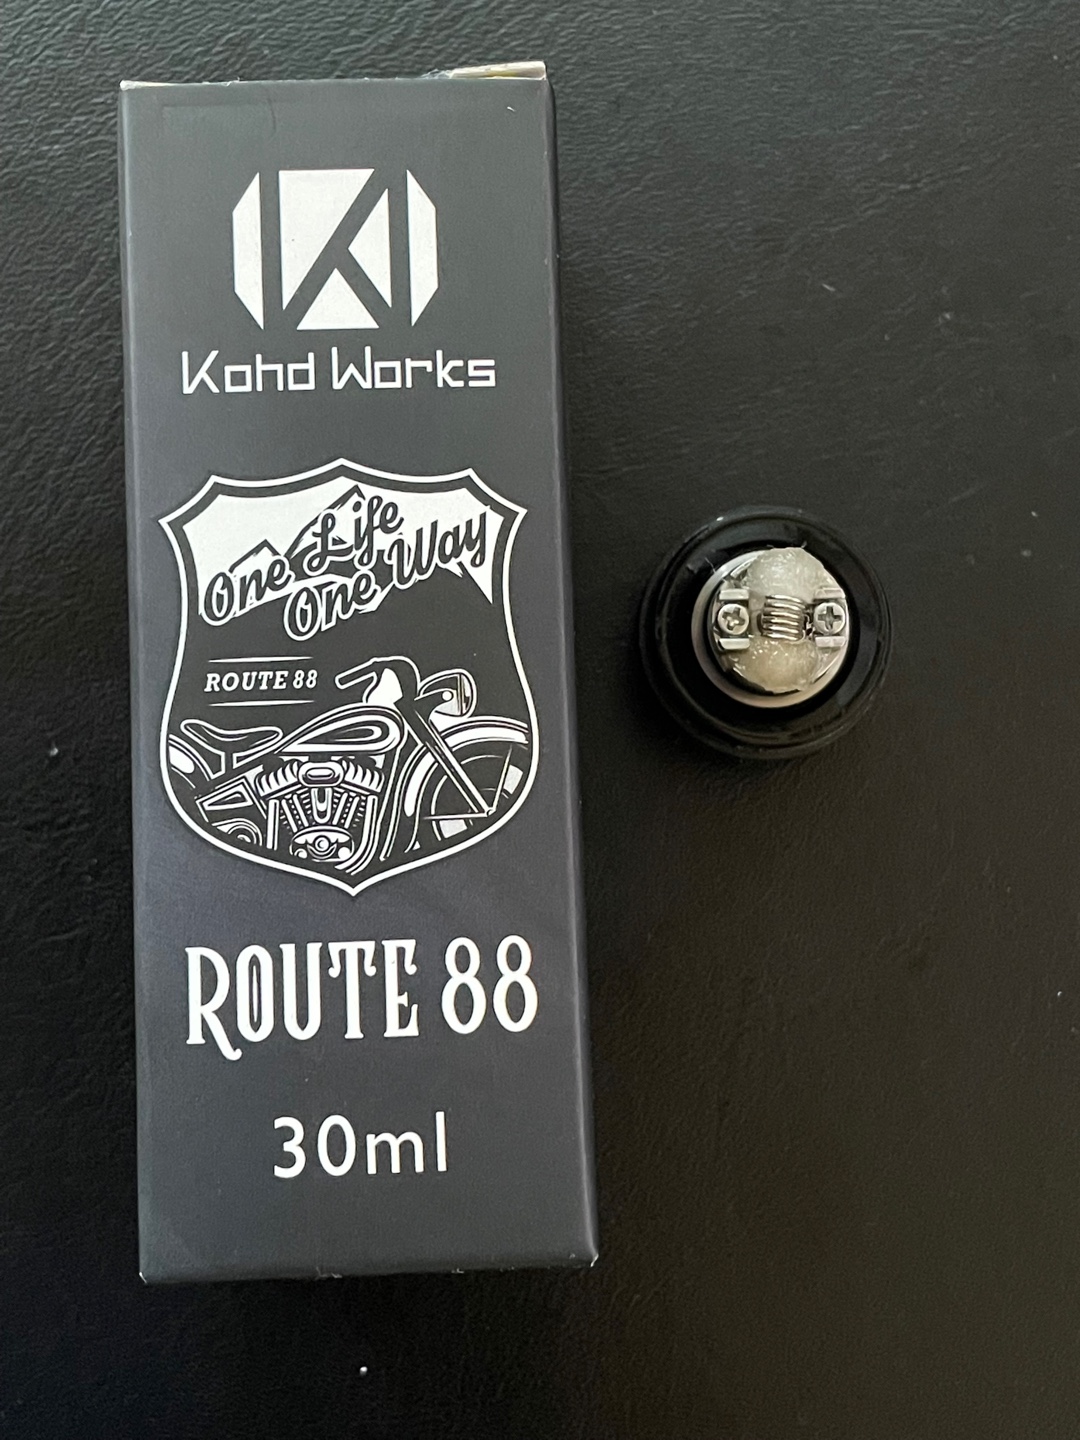 Kohd Works
One Life
One Way
ROUTE 88
ROUTE 88
30ml